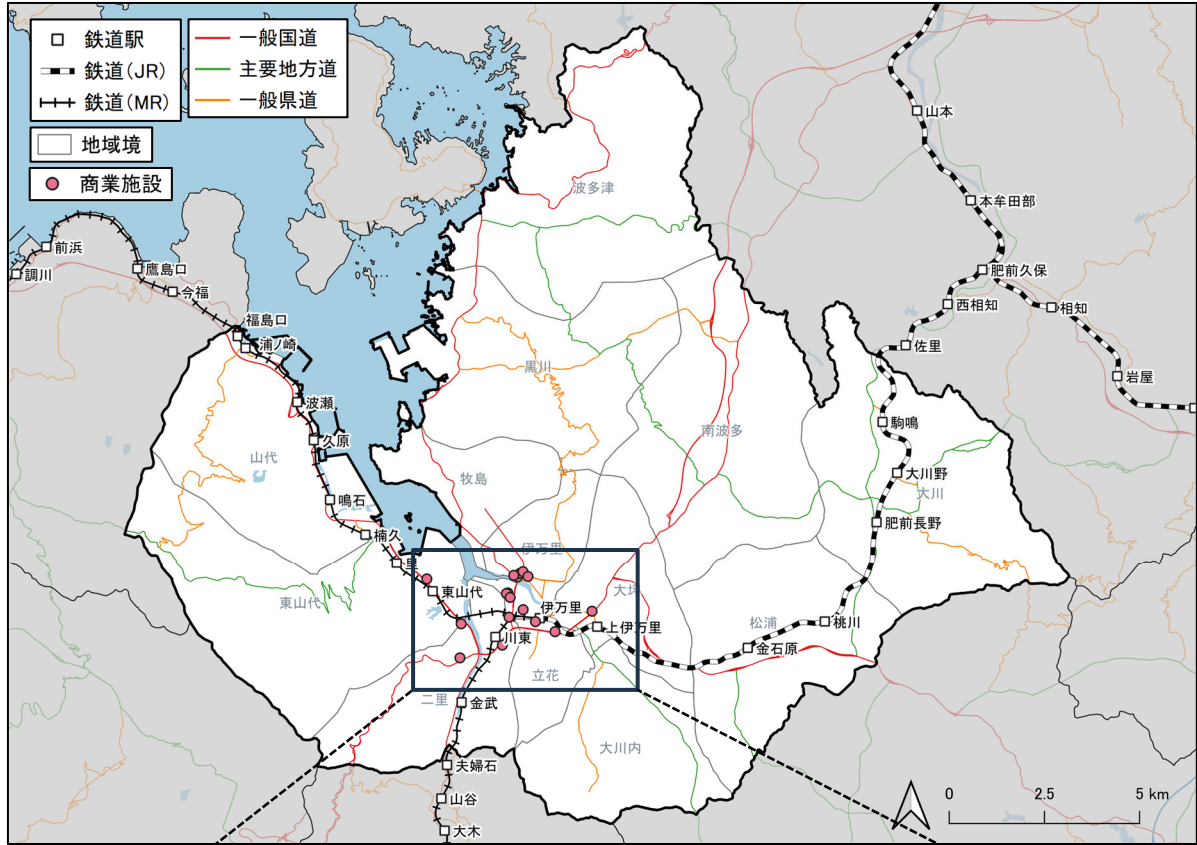 鉄道駅
鉄道(JR)
鉄道(MR)
地域境
商業施設
一般国道
主要地方道
一般県道
山本
波多津
本牟田部
前浜
調川
鷹島口
今福
肥前久保
西相知
相知
福島口
浦ノ崎
佐里
黒川
岩屋
波瀬
駒鳴
久原
南波多
山代
牧島
大川野
大川
鳴石
肥前長野
楠久
伊万里
里
東山代
東山代
大坪
伊万里
上伊万里
桃川
松浦
川東
金石原
立花
二里
金武
大川内
夫婦石
山谷
大木
0 2.5 5 km